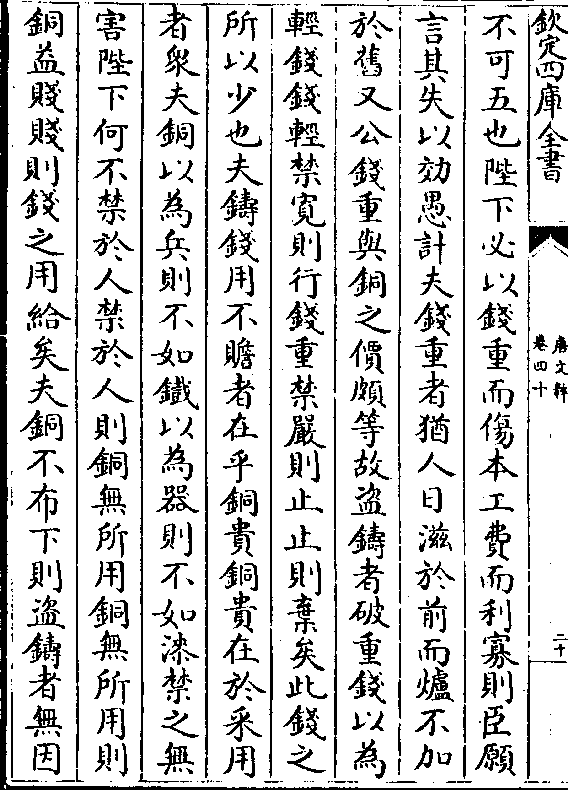 欽定四庫全書
唐文粹
卷四十
二十
不可五也陛下必以錢重而傷本工費而利寡則臣願
言其失以効愚計夫錢重者猶人日滋於前而爐不加
於舊又公錢重與銅之價頗等故盗鑄者破重錢以為
輕錢錢輕禁寛則行錢重禁嚴則止止則棄矣此錢之
所以少也夫鑄錢用不贍者在乎銅貴銅貴在於采用
者衆夫銅以為兵則不如鐵以為器則不如漆禁之無
害陛下何不禁於人禁於人則銅無所用銅無所用則
銅益賤賤則錢之用給矣夫銅不布下則盗鑄者無因